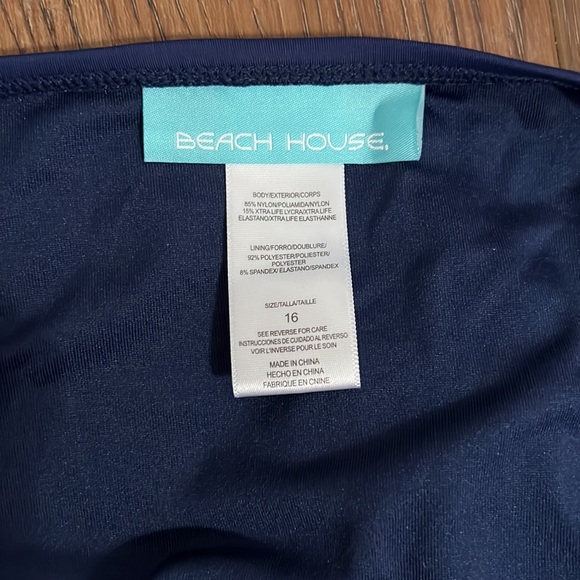 BEACH HOUSE.
BODY/EXTERIOR/CORPS
85% NYLON/POLIAMIDA/NYLON
15% XTRA LIFE LYCRA/XTRA LIFE
ELASTANO/XTRA LIFE ELASTHANNE
LINING/FORRO/DOUBLURE/
92% POLYESTER/POLIESTER/
POLYESTER
8% SPANDEX/ ELASTANO/SPANDEX
SIZE/TALLA/TAILLE
16
SEE REVERSE FOR CARE
INSTRUCCIONES DE CUIDADO AL REVERSO
VOIR L'INVERSE POUR LE SOIN
MADE IN CHINA
HECHO EN CHINA
FABRIQUE EN CNINE